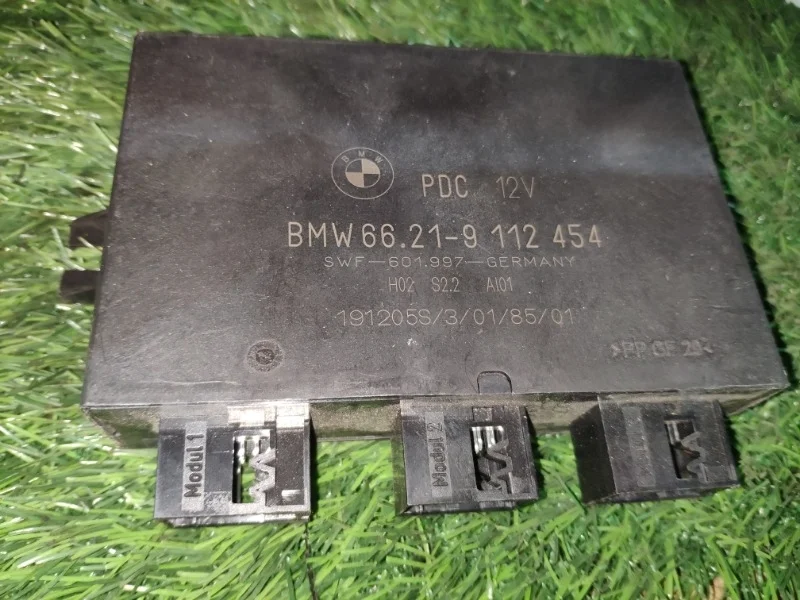 BMW
PDC 12V
BMW 66.21-9 112 454
SWF-601.997-GERMANY
H02 S2.2 AI01
191205S/3/01/85/01
>PP GF 20<
Modul 1
Modul 2